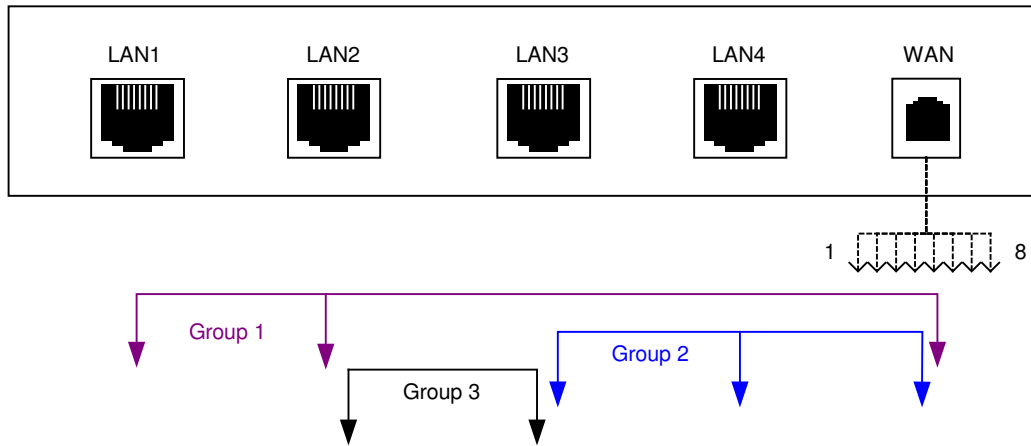 LAN1 LAN2 LAN3 LAN4 WAN
1 8
Group 1
Group 2
Group 3